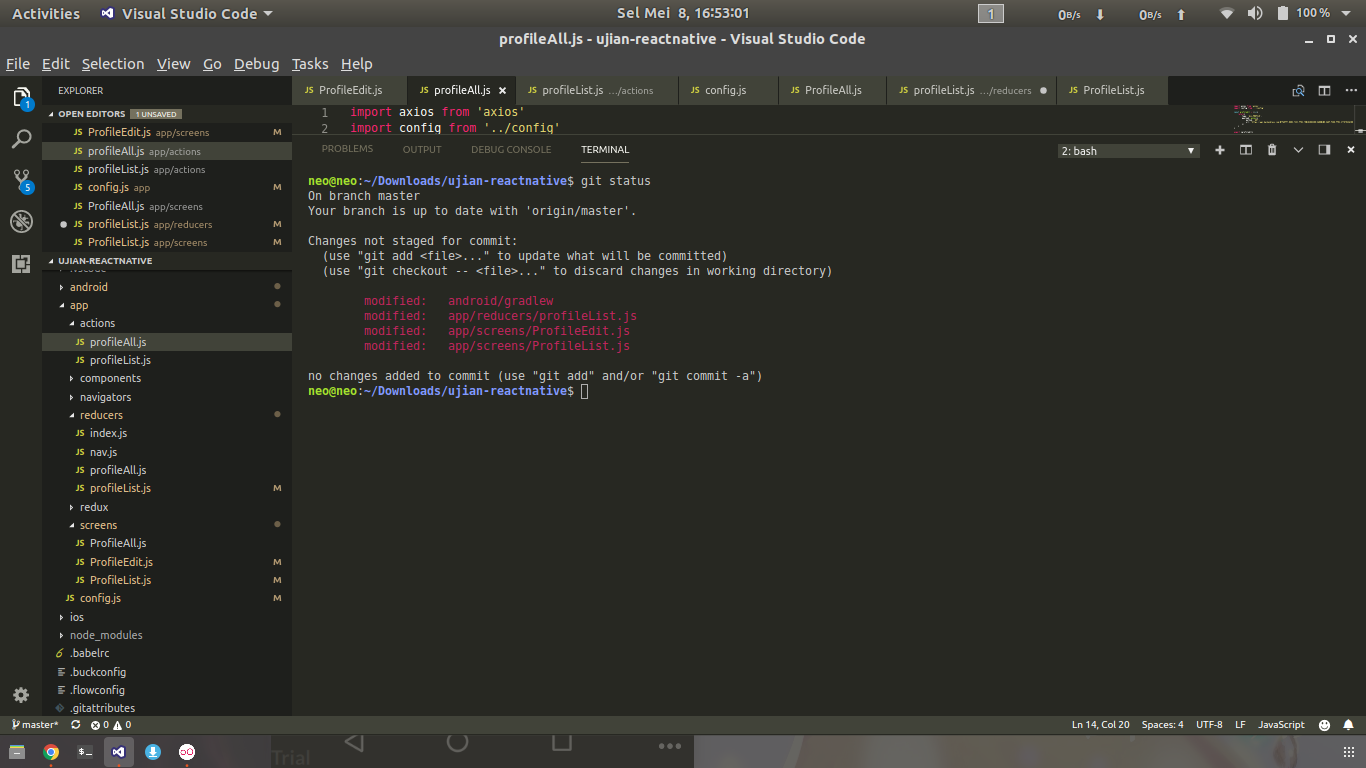 Activities Visual Studio Code Sel Mei 8, 16:53:01 1 0B/s 0B/s 100 %
profileAll.js - ujian-reactnative - Visual Studio Code
File Edit Selection View Go Debug Tasks Help
EXPLORER
OPEN EDITORS 1 UNSAVED
JS ProfileEdit.js app/screens M
JS profileAll.js app/actions
JS profileList.js app/actions
JS config.js app M
JS ProfileAll.js app/screens
JS profileList.js app/reducers M
JS ProfileList.js app/screens M
UJIAN-REACTNATIVE
.vscode
android
app
actions
JS profileAll.js
JS profileList.js
components
navigators
reducers
JS index.js
JS nav.js
JS profileAll.js
JS profileList.js M
redux
screens
JS ProfileAll.js
JS ProfileEdit.js M
JS ProfileList.js M
JS config.js M
ios
node_modules
.babelrc
.buckconfig
.flowconfig
.gitattributes
1
5
JS ProfileEdit.js JS profileAll.js JS profileList.js .../actions JS config.js JS ProfileAll.js JS profileList.js .../reducers JS ProfileList.js
1 import axios from 'axios'
2 import config from '../config'
PROBLEMS OUTPUT DEBUG CONSOLE TERMINAL 2: bash
neo@neo:~/Downloads/ujian-reactnative$ git status
On branch master
Your branch is up to date with 'origin/master'.
Changes not staged for commit:
(use "git add <file>..." to update what will be committed)
(use "git checkout -- <file>..." to discard changes in working directory)
modified: android/gradlew
modified: app/reducers/profileList.js
modified: app/screens/ProfileEdit.js
modified: app/screens/ProfileList.js
no changes added to commit (use "git add" and/or "git commit -a")
neo@neo:~/Downloads/ujian-reactnative$
master* 0 0 Ln 14, Col 20 Spaces: 4 UTF-8 LF JavaScript
Trial